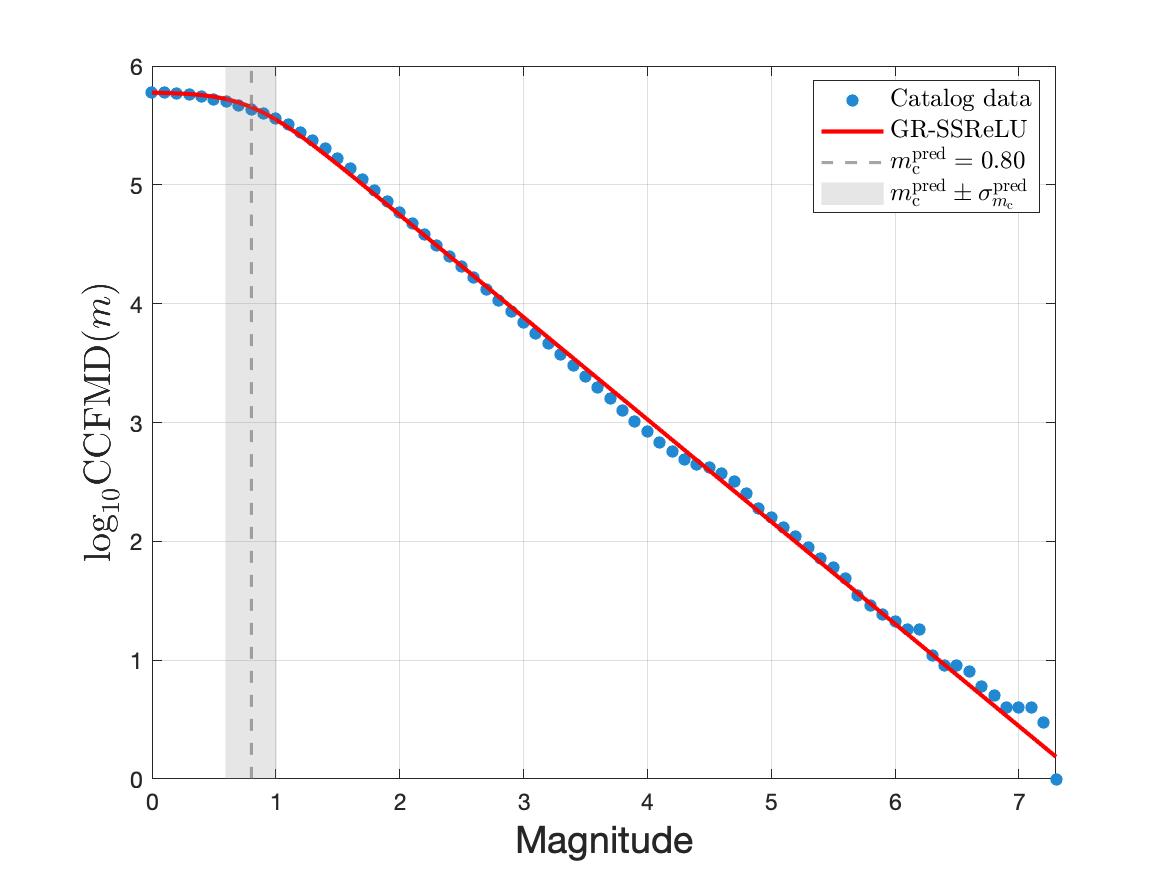 6
5
4
3
2
1
0
log₁₀CCFMD(m)
0 1 2 3 4 5 6 7
Magnitude
Catalog data
GR-SSReLU
m_c^pred = 0.80
m_c^pred ± σ_{m_c}^pred